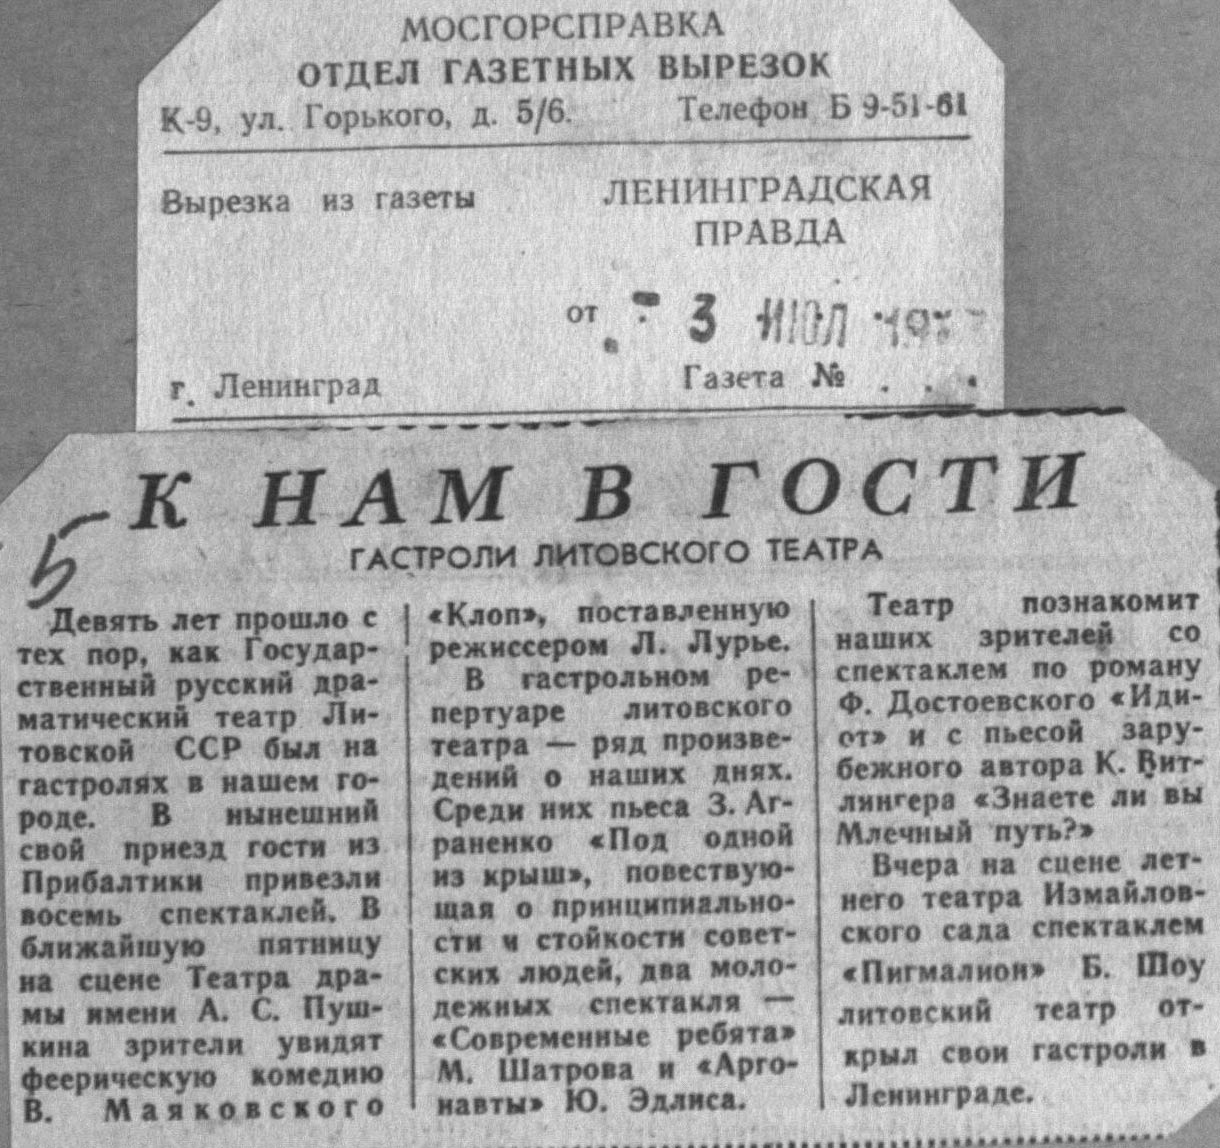 МОСГОРСПРАВКА
ОТДЕЛ ГАЗЕТНЫХ ВЫРЕЗОК
К-9, ул. Горького, д. 5/6. Телефон Б 9-51-61
Вырезка из газеты ЛЕНИНГРАДСКАЯ
ПРАВДА
от 3 ИЮЛ
г. Ленинград Газета № . . .
К НАМ В ГОСТИ
5
ГАСТРОЛИ ЛИТОВСКОГО ТЕАТРА
Девять лет прошло с
тех пор, как Государ-
ственный русский дра-
матический театр Ли-
товской ССР был на
гастролях в нашем го-
роде. В нынешний
свой приезд гости из
Прибалтики привезли
восемь спектаклей. В
ближайшую пятницу
на сцене Театра дра-
мы имени А. С. Пуш-
кина зрители увидят
феерическую комедию
В. Маяковского
«Клоп», поставленную
режиссером Л. Лурье.
В гастрольном ре-
пертуаре литовского
театра — ряд произве-
дений о наших днях.
Среди них пьеса З. Аг-
раненко «Под одной
из крыш», повествую-
щая о принципиально-
сти и стойкости совет-
ских людей, два моло-
дежных спектакля —
«Современные ребята»
М. Шатрова и «Арго-
навты» Ю. Эдлиса.
Театр познакомит
наших зрителей со
спектаклем по роману
Ф. Достоевского «Иди-
от» и с пьесой зару-
бежного автора К. Вит-
лингера «Знаете ли вы
Млечный путь?»
Вчера на сцене лет-
него театра Измайлов-
ского сада спектаклем
«Пигмалион» Б. Шоу
литовский театр от-
крыл свои гастроли в
Ленинграде.